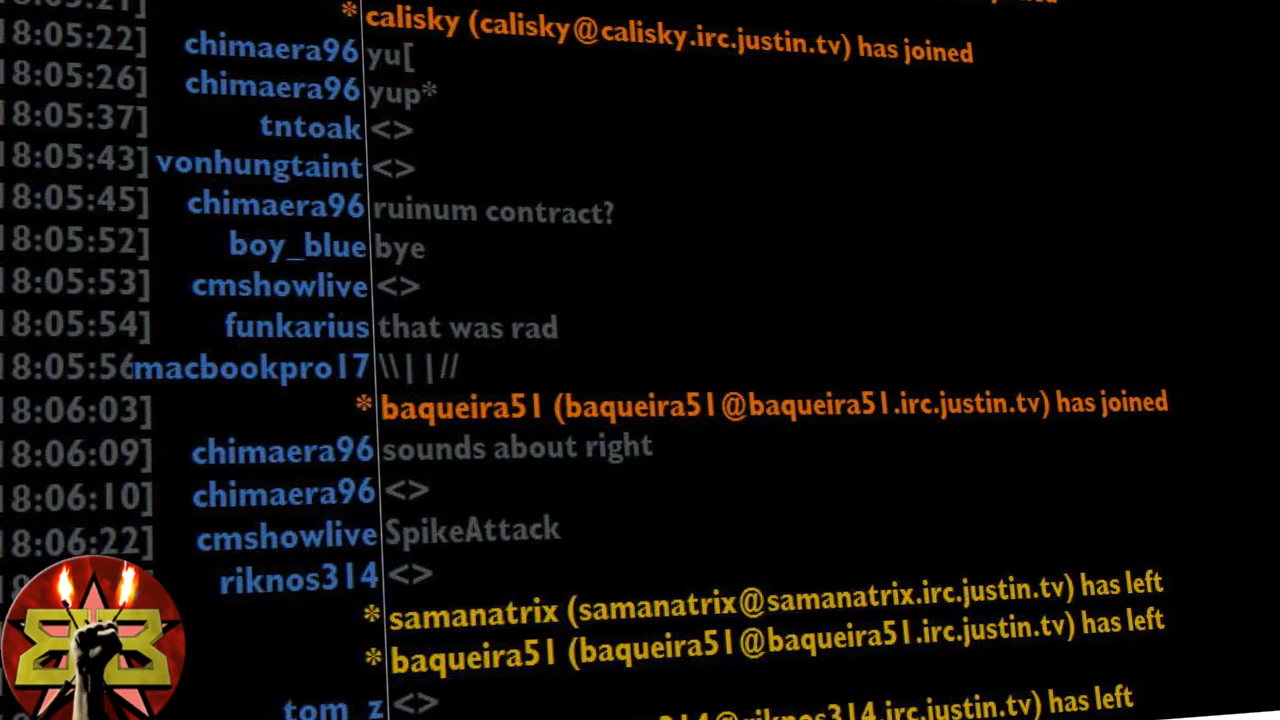 * calisky (calisky@calisky.irc.justin.tv) has joined
18:05:22] chimaera96 yu[
18:05:26] chimaera96 yup*
18:05:37] tntoak <>
18:05:43] vonhungtaint <>
18:05:45] chimaera96 ruinum contract?
18:05:52] boy_blue bye
18:05:53] cmshowlive <>
18:05:54] funkarius that was rad
18:05:56 macbookpro17 \\||//
18:06:03] * baqueira51 (baqueira51@baqueira51.irc.justin.tv) has joined
18:06:09] chimaera96 sounds about right
18:06:10] chimaera96 <>
18:06:22] cmshowlive SpikeAttack
riknos314 <>
* samanatrix (samanatrix@samanatrix.irc.justin.tv) has left
* baqueira51 (baqueira51@baqueira51.irc.justin.tv) has left
tom_z <>
314@riknos314.irc.justin.tv) has left